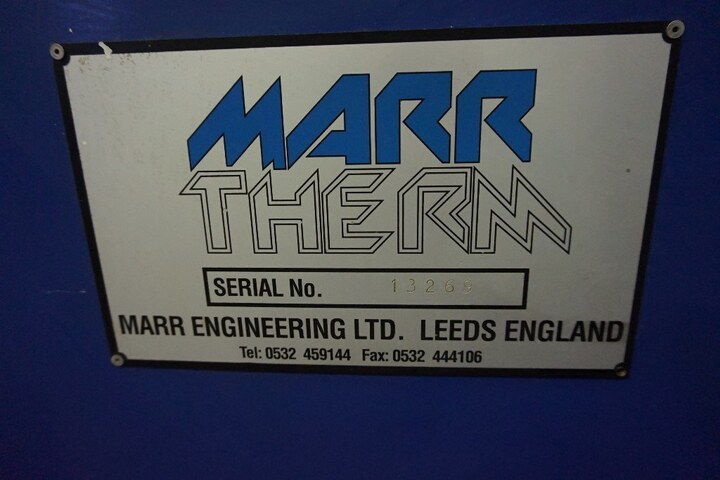 MARR
THERM
SERIAL No.
MARR ENGINEERING LTD. LEEDS ENGLAND
Tel: 0532 459144 Fax: 0532 444106